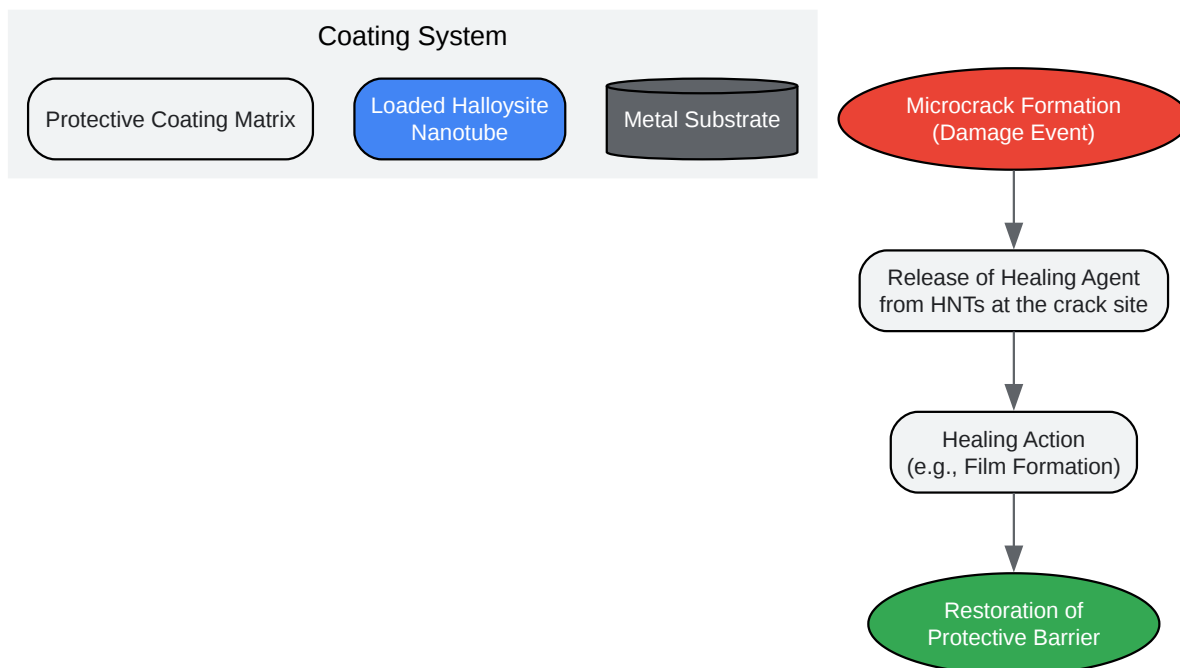 Coating System
Protective Coating Matrix
Loaded Halloysite
Nanotube
Metal Substrate
Microcrack Formation
(Damage Event)
Release of Healing Agent
from HNTs at the crack site
Healing Action
(e.g., Film Formation)
Restoration of
Protective Barrier